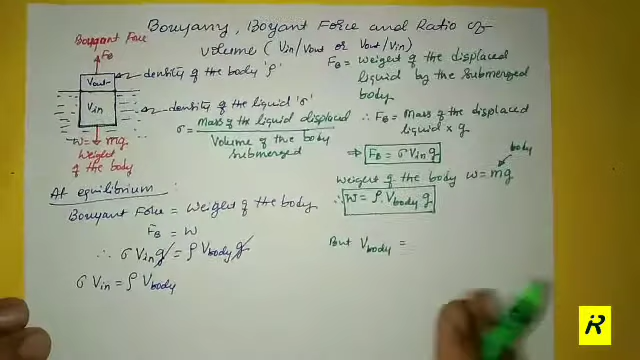 Bouyancy, Boyant Force and Ratio of
volume (Vin/Vout or Vout/Vin)
Bouyant Force
FB
Vout
density of the body 'ρ'
Vin
density of the liquid 'σ'
σ = Mass of the liquid displaced
Volume of the body
submerged
W = mg
Weight
of the body
FB = Weight of the displaced
liquid by the submerged
body
∴ FB = Mass of the displaced
liquid × g
⇒ FB = σ Vin g
body
Weight of the body W = mg
∴ W = ρ. Vbody g
At equilibrium :
Bouyant Force = Weight of the body
FB = W
∴ σ Vin g = ρ Vbody g
σ Vin = ρ Vbody
But Vbody =
iR